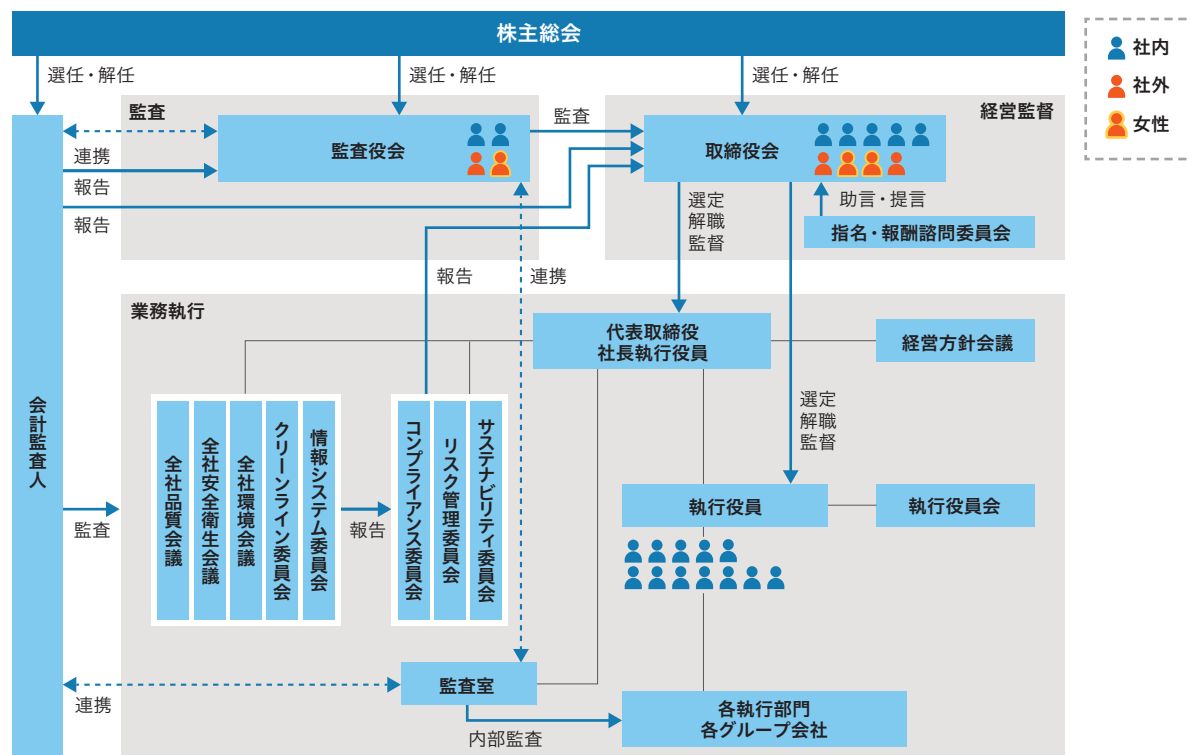 株主総会
社内
社外
女性
選任・解任
選任・解任
選任・解任
監査
経営監督
監査役会
監査
取締役会
連携
報告
報告
選定
解職
監督
助言・提言
指名・報酬諮問委員会
報告
連携
業務執行
代表取締役
社長執行役員
経営方針会議
会計監査人
選定
解職
監督
全社品質会議
全社安全衛生会議
全社環境会議
クリーンライン委員会
情報システム委員会
コンプライアンス委員会
リスク管理委員会
サステナビリティ委員会
監査
報告
執行役員
執行役員会
監査室
連携
内部監査
各執行部門
各グループ会社